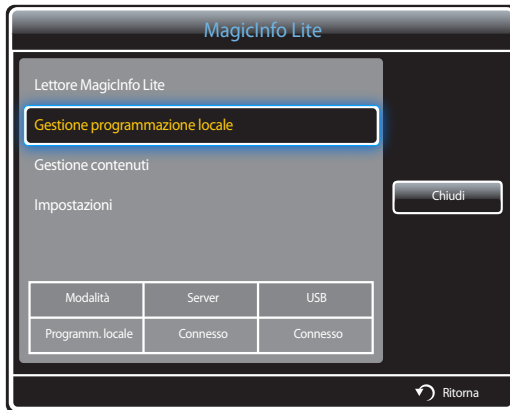 MagicInfo Lite
Lettore MagicInfo Lite
Gestione programmazione locale
Gestione contenuti
Impostazioni
Chiudi
Modalità Server USB
Programm. locale Connesso Connesso
Ritorna